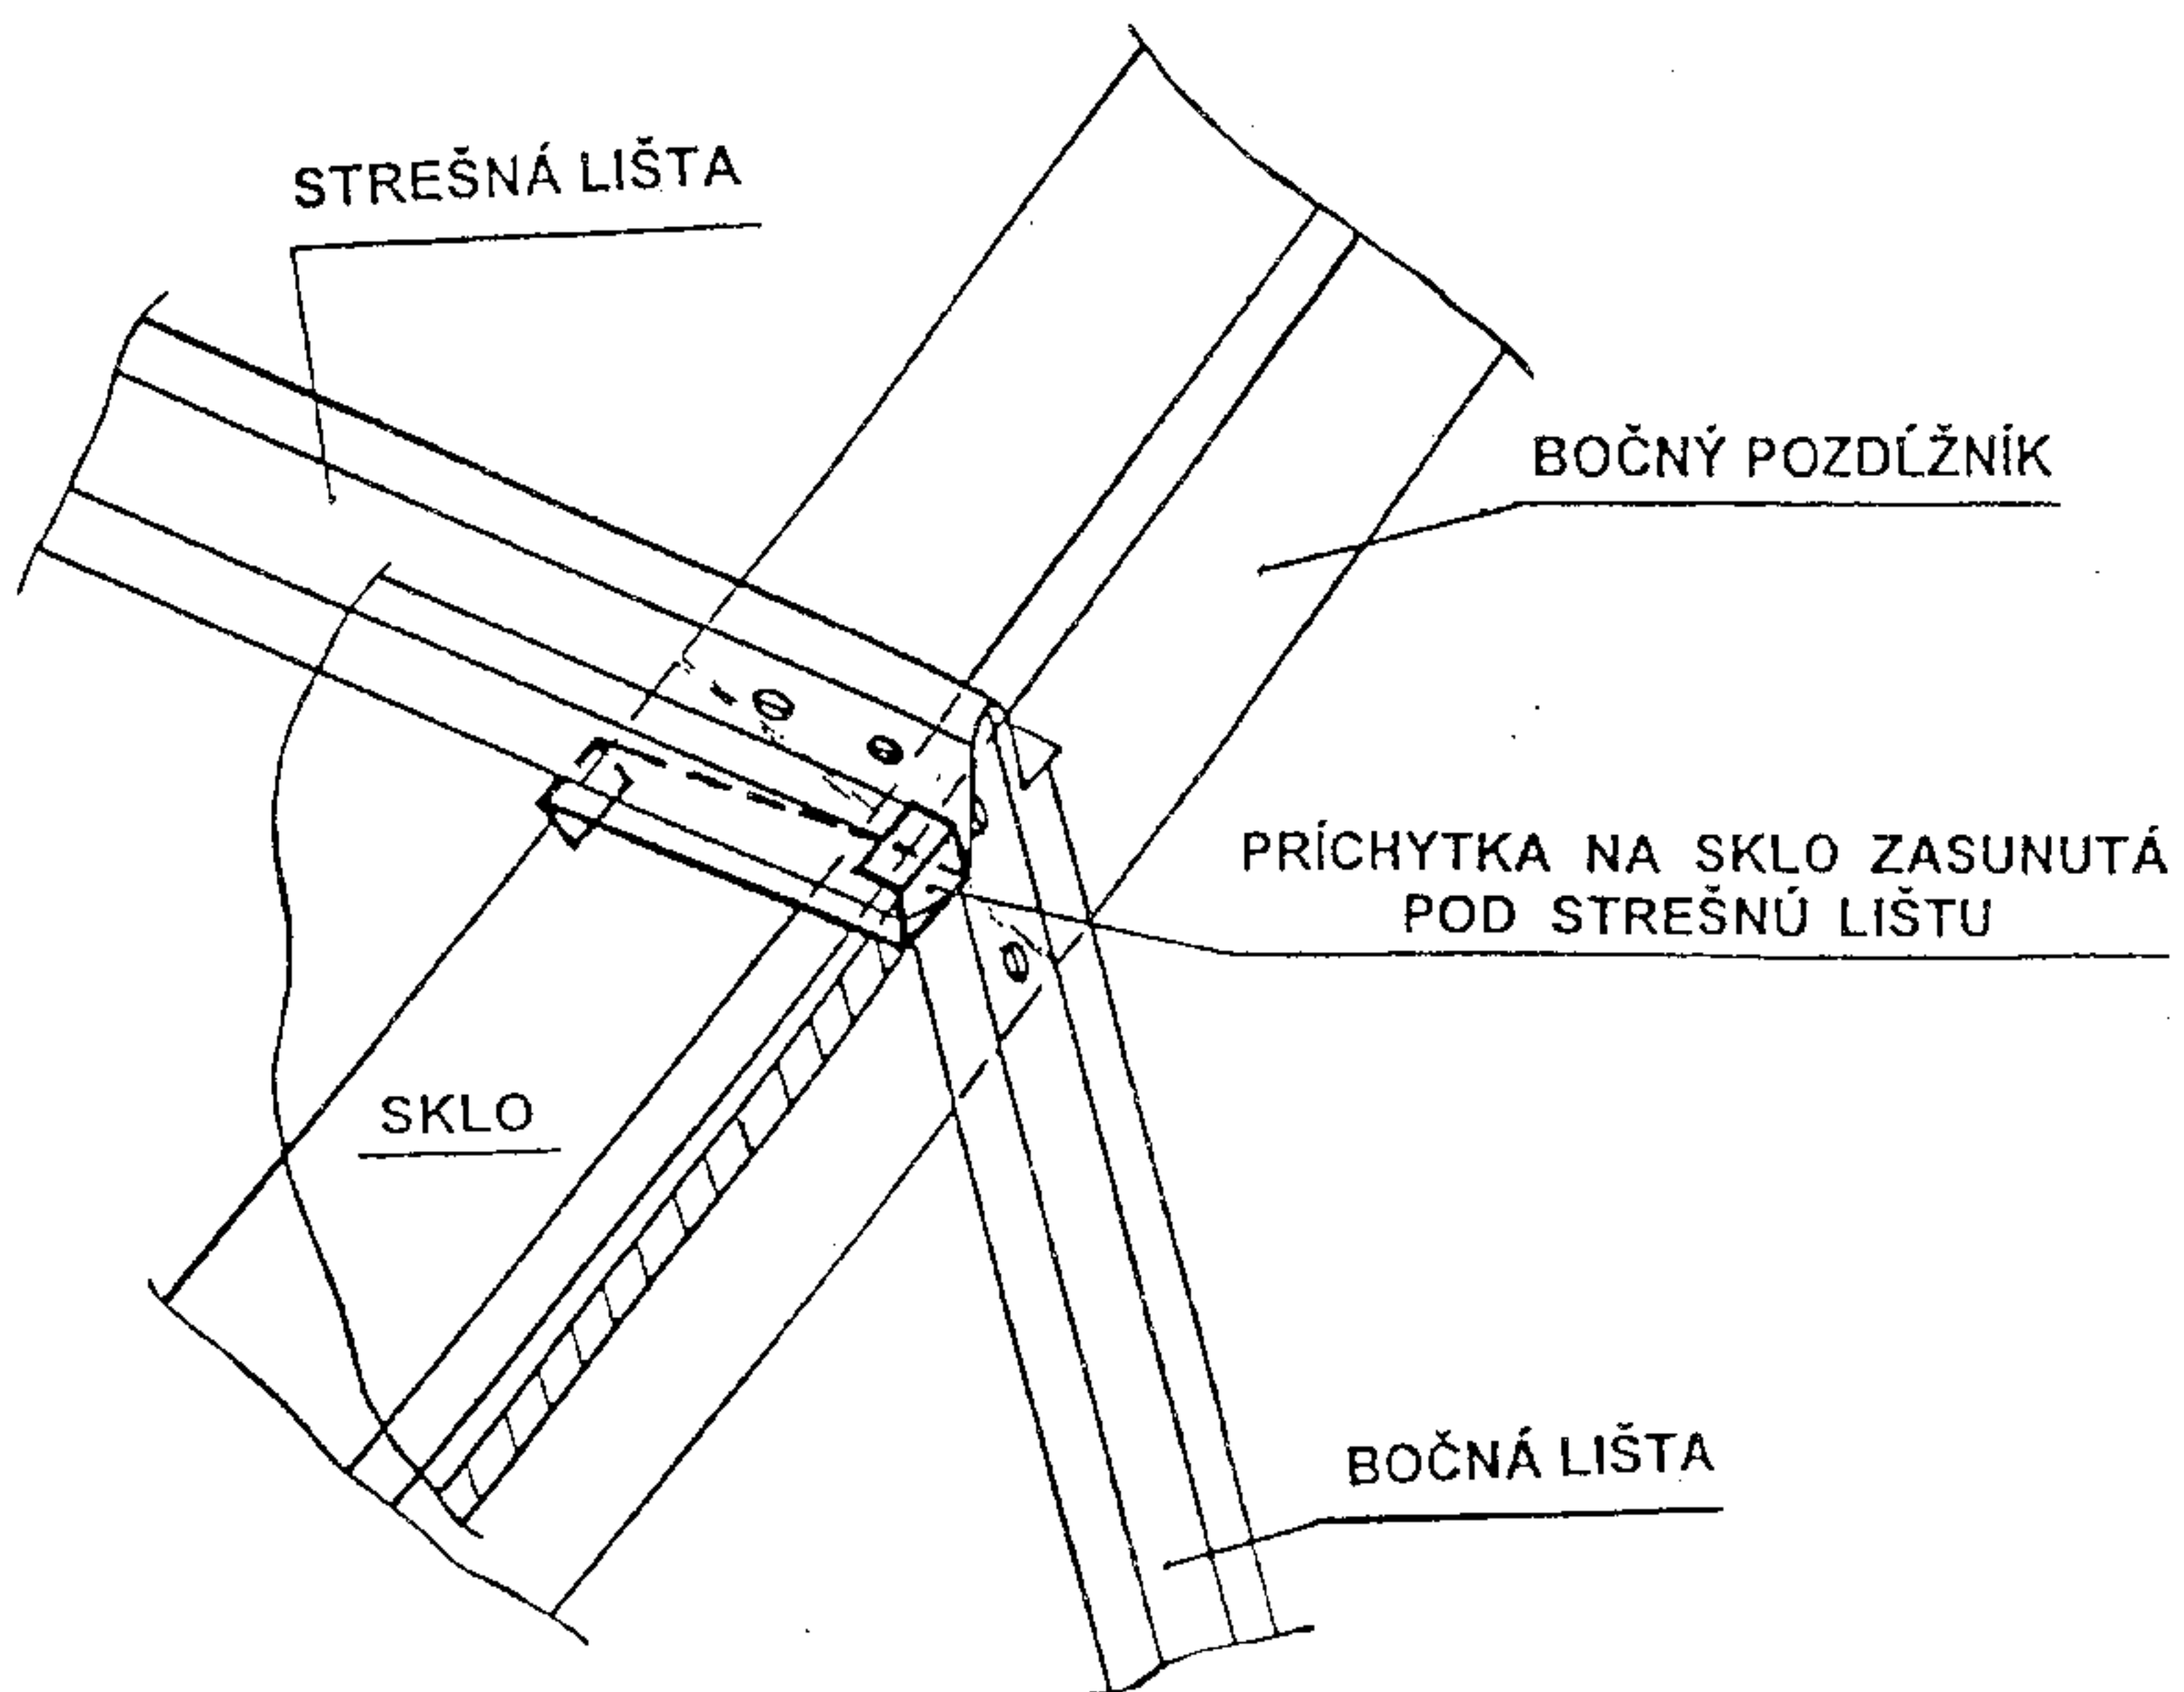 STREŠNÁ LIŠTA
BOČNÝ POZDĹŽNÍK
PRÍCHYTKA NA SKLO ZASUNUTÁ
POD STREŠNÚ LIŠTU
SKLO
BOČNÁ LIŠTA